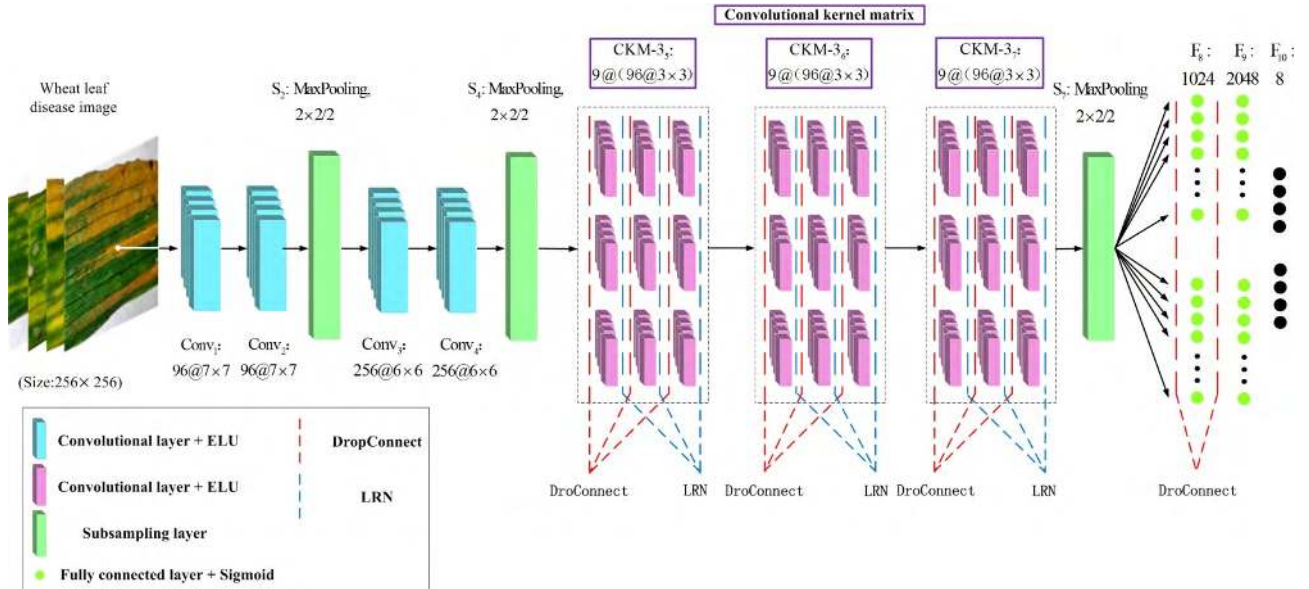 Convolutional kernel matrix
CKM-3₅:
9@(96@3×3)
CKM-3₆:
9@(96@3×3)
CKM-3₇:
9@(96@3×3)
F₈:
1024
F₉:
2048
F₁₀:
8
Wheat leaf
disease image
S₂: MaxPooling,
2×2/2
S₄: MaxPooling,
2×2/2
S₇: MaxPooling
2×2/2
(Size:256× 256)
Conv₁:
96@7×7
Conv₂:
96@7×7
Conv₃:
256@6×6
Conv₄:
256@6×6
DroConnect
LRN
DroConnect
LRN
DroConnect
LRN
DroConnect
Convolutional layer + ELU
DropConnect
Convolutional layer + ELU
LRN
Subsampling layer
Fully connected layer + Sigmoid